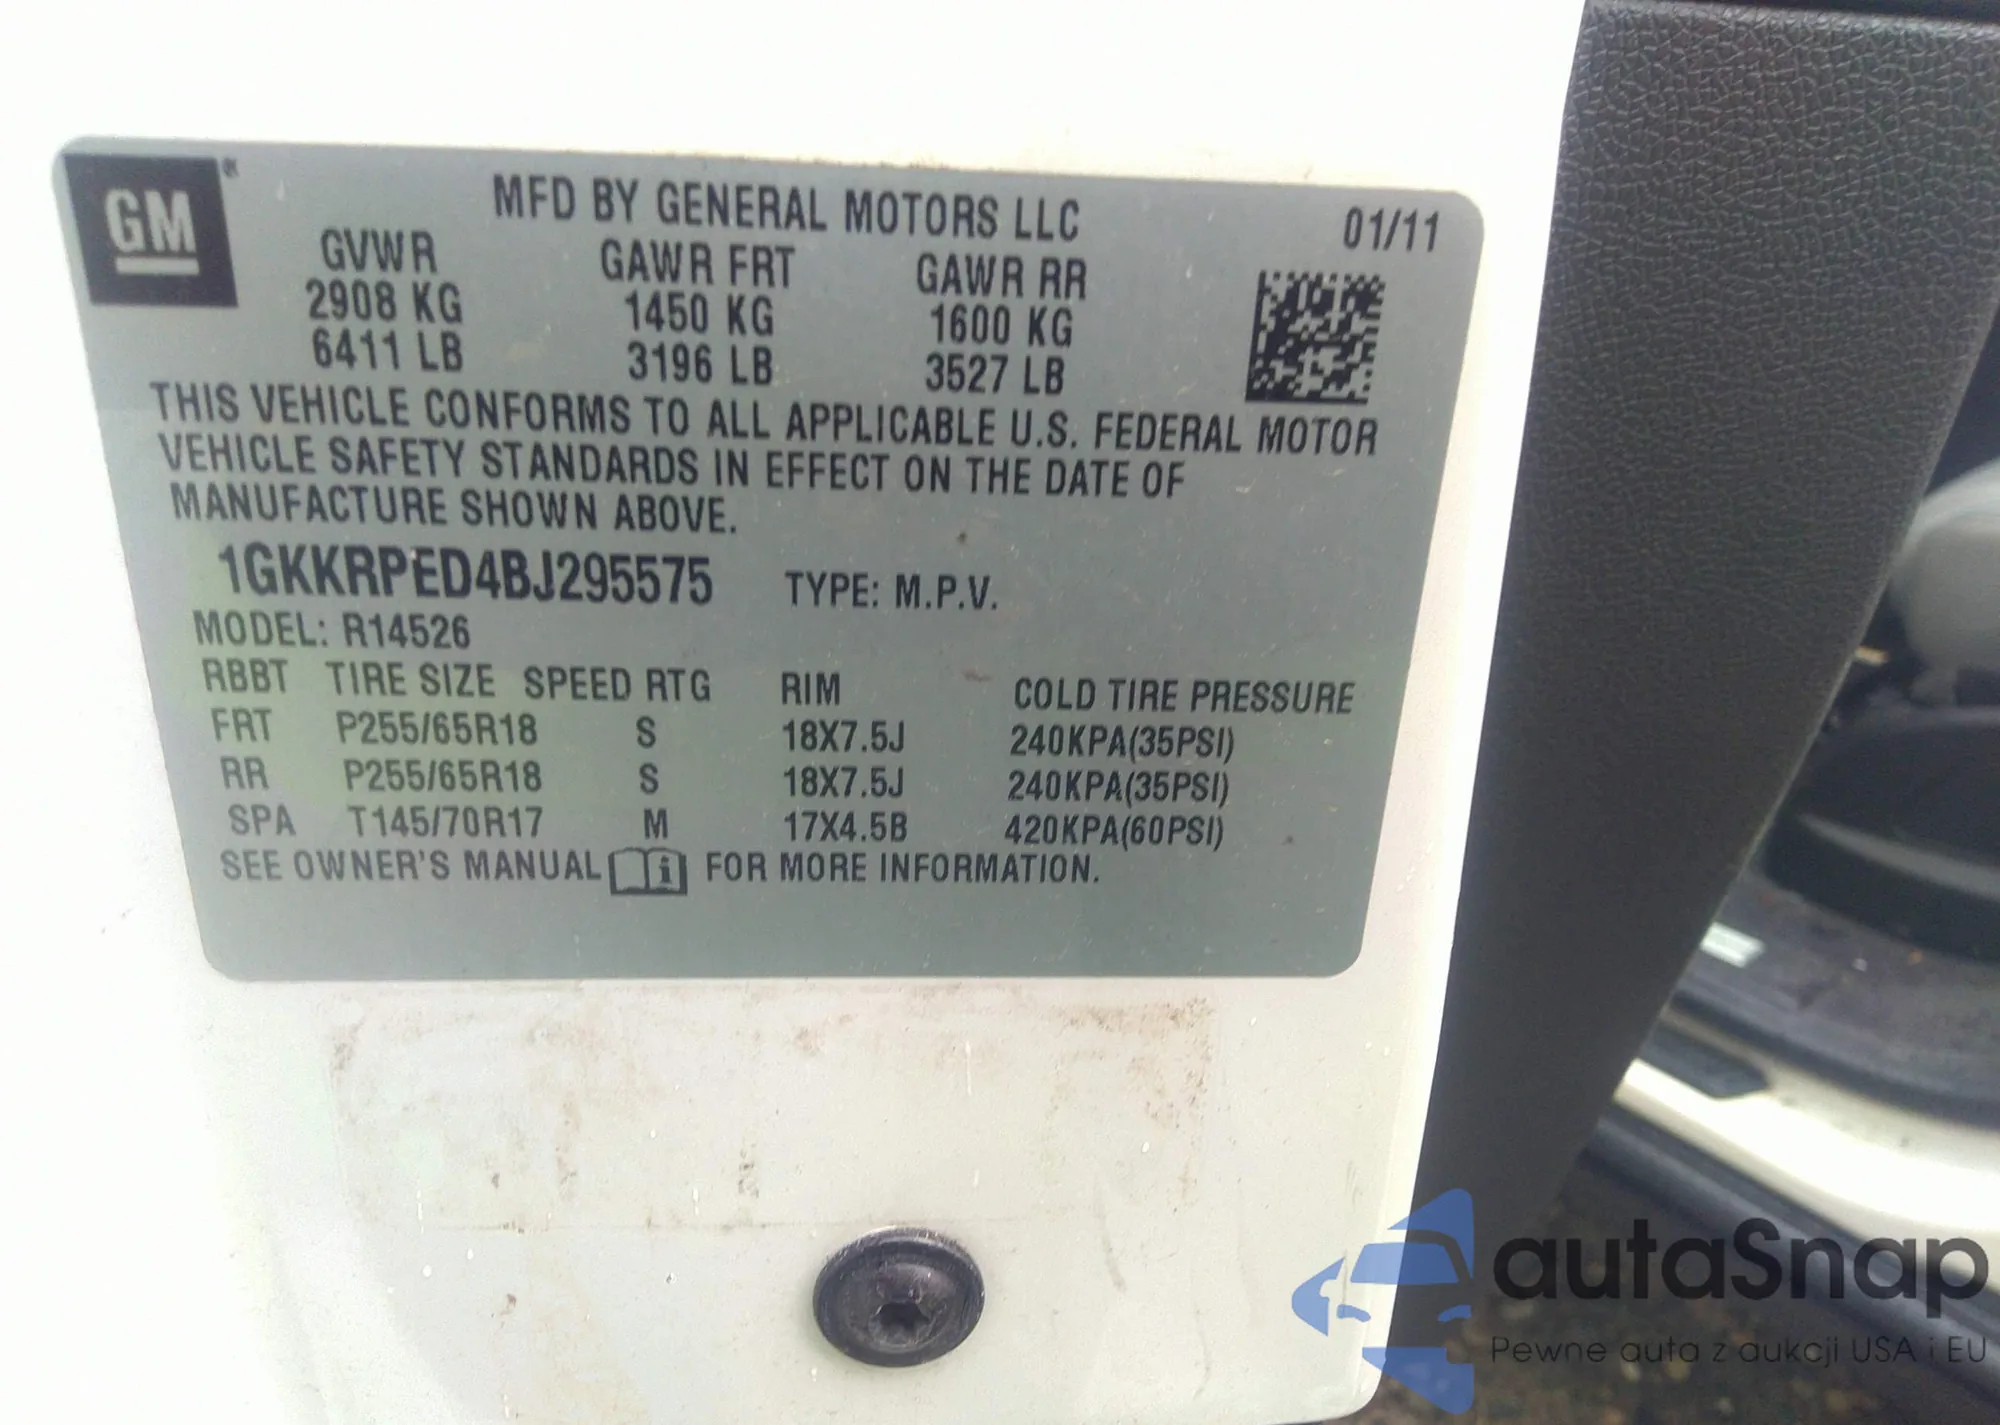 GM
MFD BY GENERAL MOTORS LLC 01/11
GVWR GAWR FRT GAWR RR
2908 KG 1450 KG 1600 KG
6411 LB 3196 LB 3527 LB
THIS VEHICLE CONFORMS TO ALL APPLICABLE U.S. FEDERAL MOTOR
VEHICLE SAFETY STANDARDS IN EFFECT ON THE DATE OF
MANUFACTURE SHOWN ABOVE.
1GKKRPED4BJ295575 TYPE: M.P.V.
MODEL: R14526
RBBT TIRE SIZE SPEED RTG RIM COLD TIRE PRESSURE
FRT P255/65R18 S 18X7.5J 240KPA(35PSI)
RR P255/65R18 S 18X7.5J 240KPA(35PSI)
SPA T145/70R17 M 17X4.5B 420KPA(60PSI)
SEE OWNER'S MANUAL FOR MORE INFORMATION.
autaSnap
Pewne auta z aukcji USA i EU